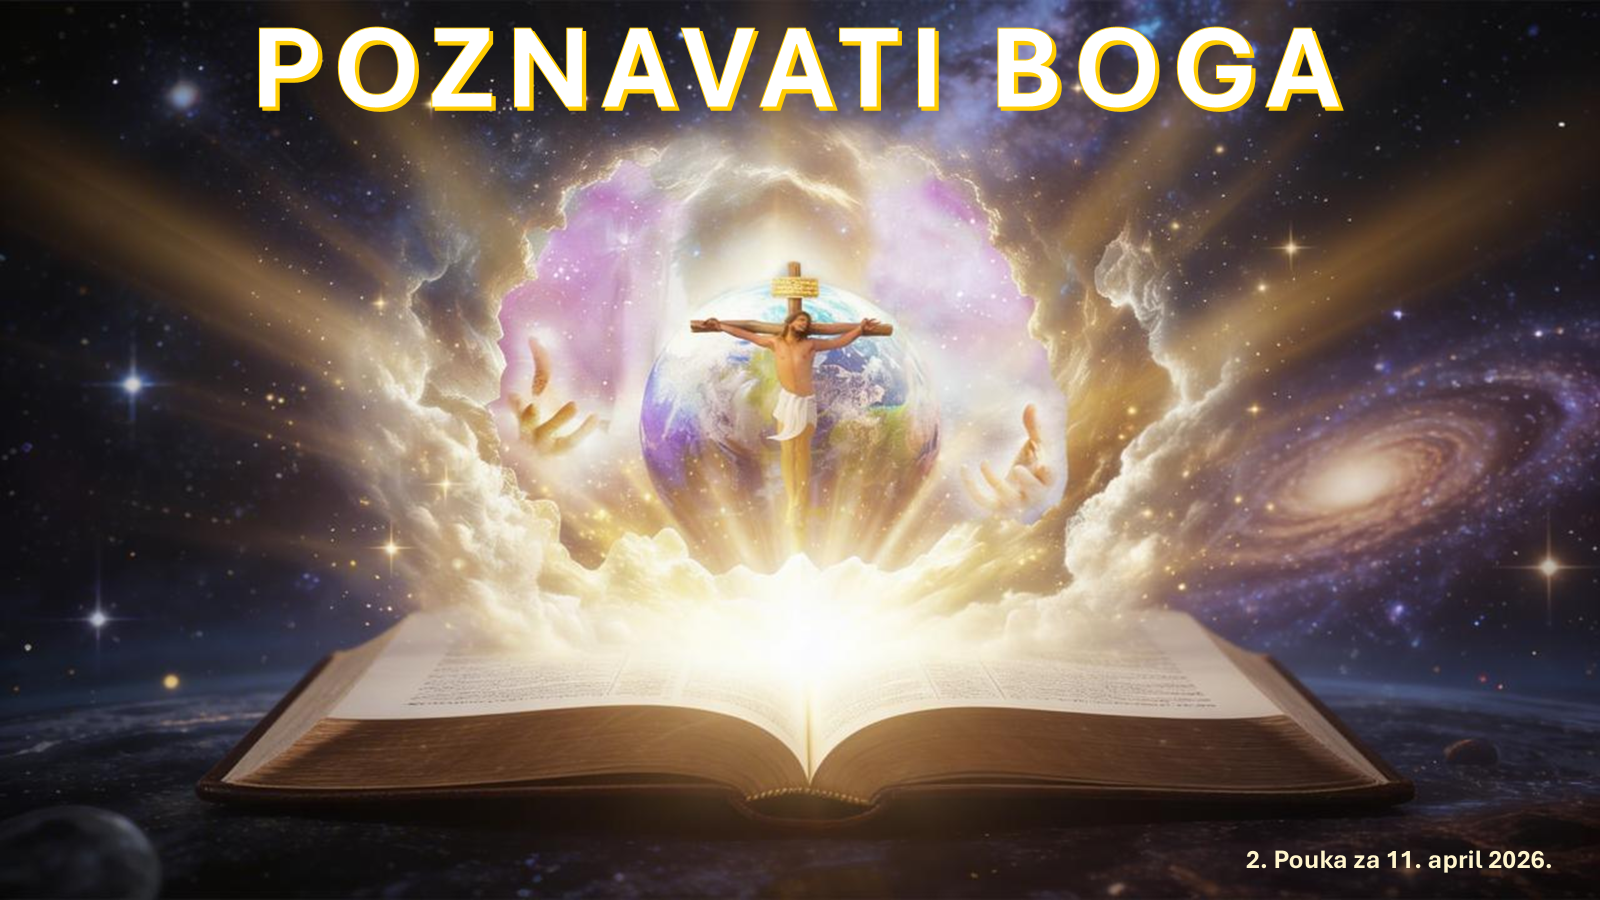 POZNAVATI BOGA
2. Pouka za 11. april 2026.